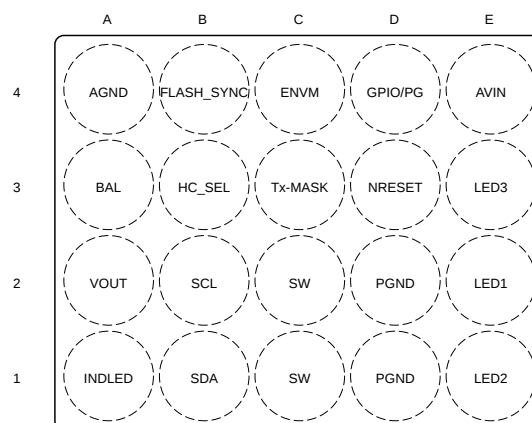 A B C D E
4 AGND FLASH_SYNC ENVM GPIO/PG AVIN
3 BAL HC_SEL Tx-MASK NRESET LED3
2 VOUT SCL SW PGND LED1
1 INDLED SDA SW PGND LED2